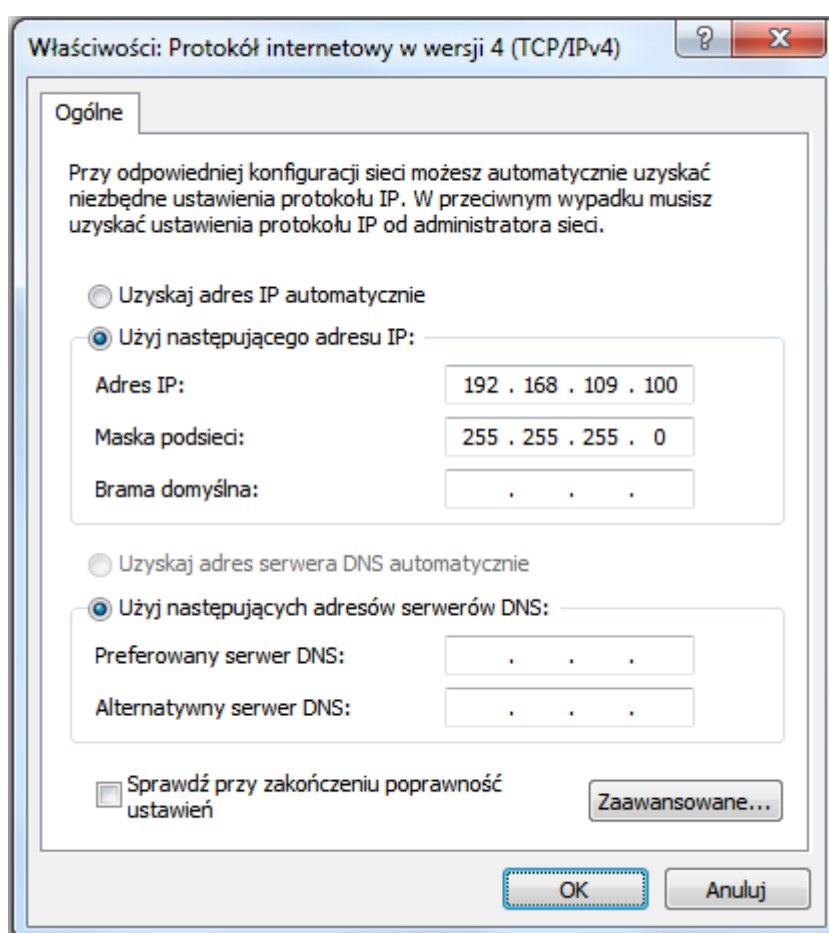 Właściwości: Protokół internetowy w wersji 4 (TCP/IPv4)
Ogólne
Przy odpowiedniej konfiguracji sieci możesz automatycznie uzyskać
niezbędne ustawienia protokołu IP. W przeciwnym wypadku musisz
uzyskać ustawienia protokołu IP od administratora sieci.
Uzyskaj adres IP automatycznie
Użyj następującego adresu IP:
Adres IP: 192 . 168 . 109 . 100
Maska podsieci: 255 . 255 . 255 . 0
Brama domyślna: . . .
Uzyskaj adres serwera DNS automatycznie
Użyj następujących adresów serwerów DNS:
Preferowany serwer DNS: . . .
Alternatywny serwer DNS: . . .
Sprawdź przy zakończeniu poprawność
ustawień
Zaawansowane...
OK Anuluj